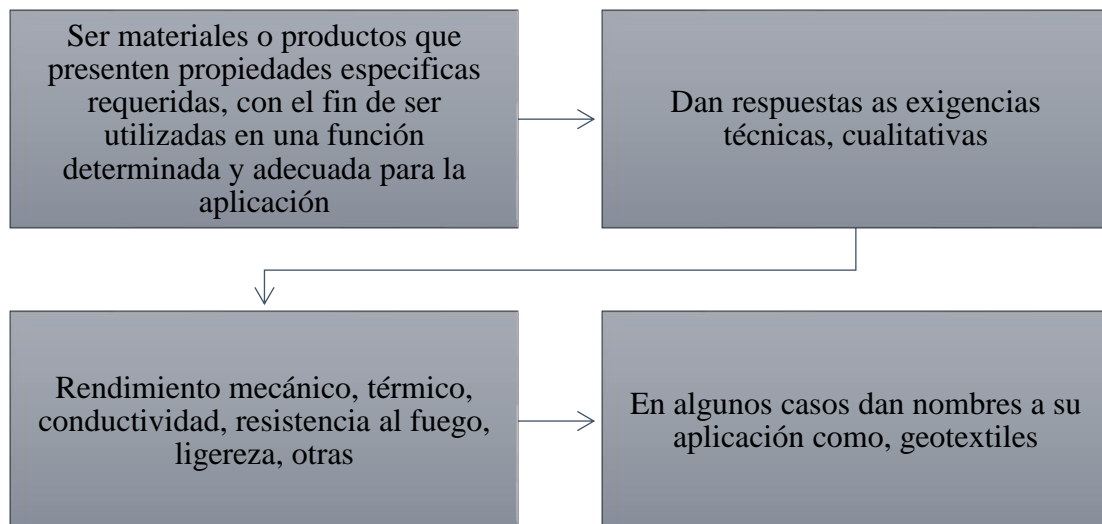 Ser materiales o productos que
presenten propiedades especificas
requeridas, con el fin de ser
utilizadas en una función
determinada y adecuada para la
aplicación
Dan respuestas as exigencias
técnicas, cualitativas
Rendimiento mecánico, térmico,
conductividad, resistencia al fuego,
ligereza, otras
En algunos casos dan nombres a su
aplicación como, geotextiles